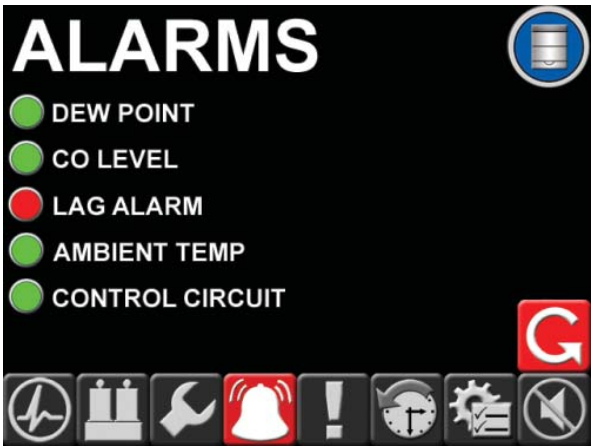 ALARMS
DEW POINT
CO LEVEL
LAG ALARM
AMBIENT TEMP
CONTROL CIRCUIT